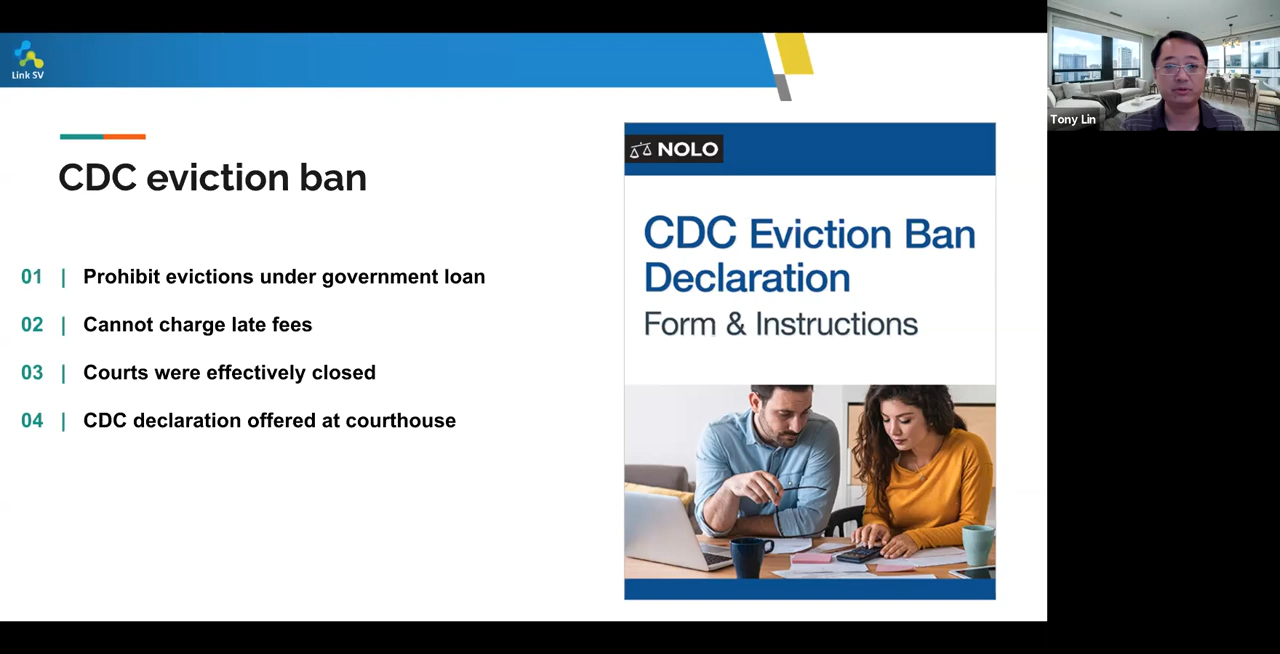 Link SV
CDC eviction ban
01 | Prohibit evictions under government loan
02 | Cannot charge late fees
03 | Courts were effectively closed
04 | CDC declaration offered at courthouse
NOLO
CDC Eviction Ban
Declaration
Form & Instructions
Tony Lin